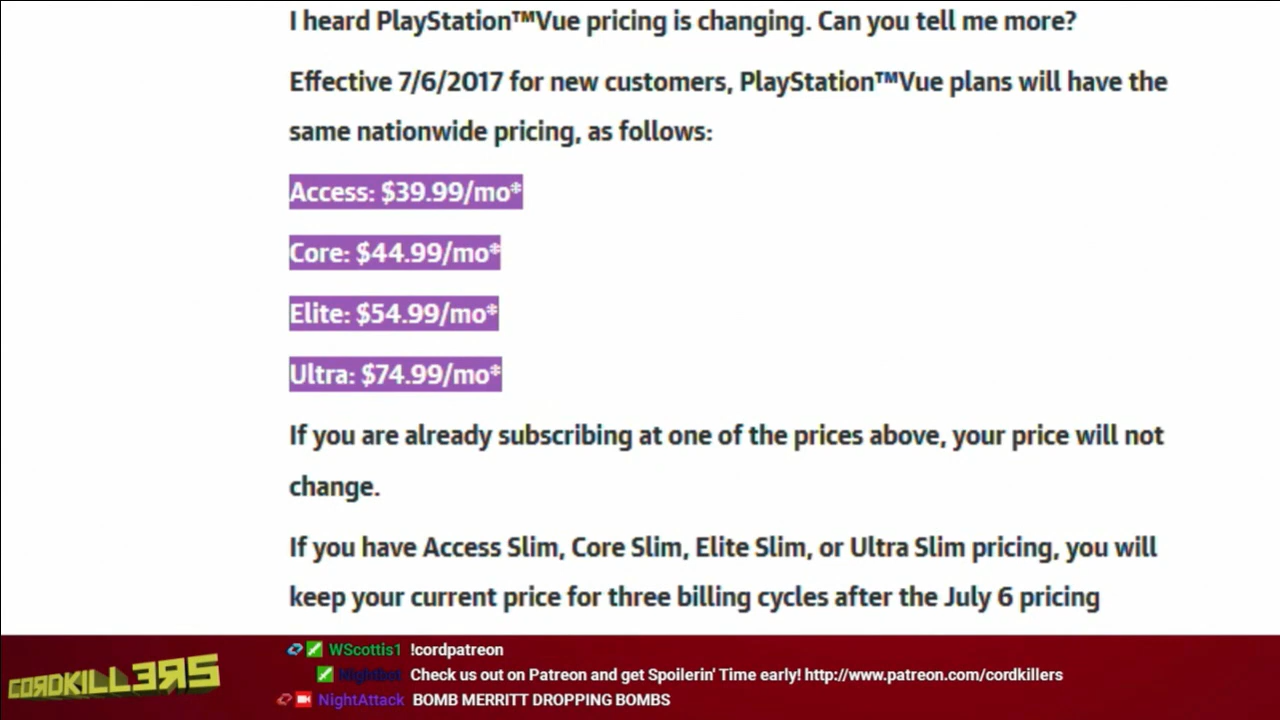 I heard PlayStation™Vue pricing is changing. Can you tell me more?
Effective 7/6/2017 for new customers, PlayStation™Vue plans will have the
same nationwide pricing, as follows:
Access: $39.99/mo*
Core: $44.99/mo*
Elite: $54.99/mo*
Ultra: $74.99/mo*
If you are already subscribing at one of the prices above, your price will not
change.
If you have Access Slim, Core Slim, Elite Slim, or Ultra Slim pricing, you will
keep your current price for three billing cycles after the July 6 pricing
CORDKILLERS
WScottis1 !cordpatreon
Nightbot Check us out on Patreon and get Spoilerin' Time early! http://www.patreon.com/cordkillers
NightAttack BOMB MERRITT DROPPING BOMBS